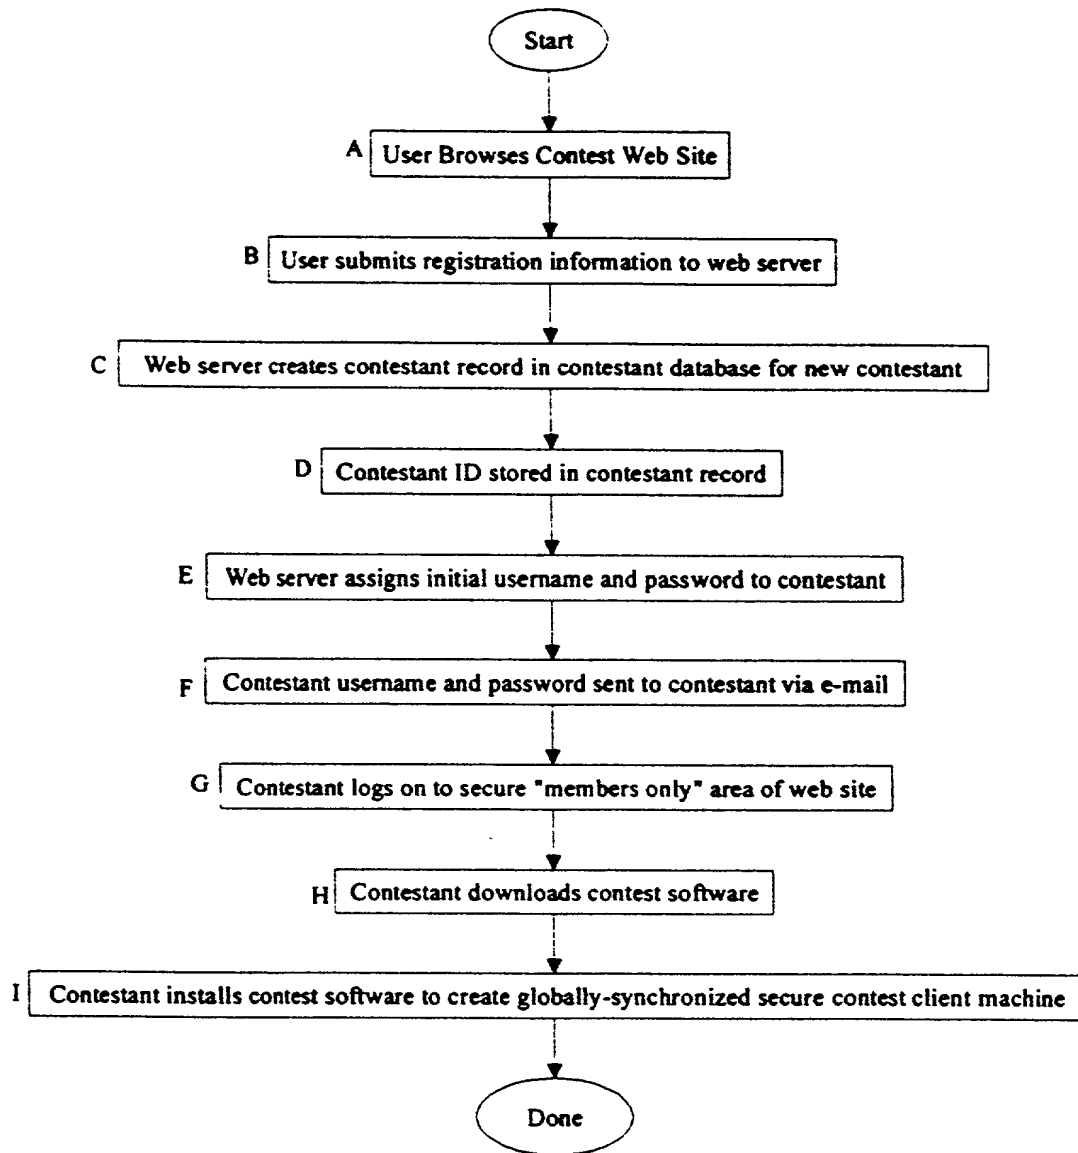 Start
A User Browses Contest Web Site
B User submits registration information to web server
C Web server creates contestant record in contestant database for new contestant
D Contestant ID stored in contestant record
E Web server assigns initial username and password to contestant
F Contestant username and password sent to contestant via e-mail
G Contestant logs on to secure "members only" area of web site
H Contestant downloads contest software
I Contestant installs contest software to create globally-synchronized secure contest client machine
Done